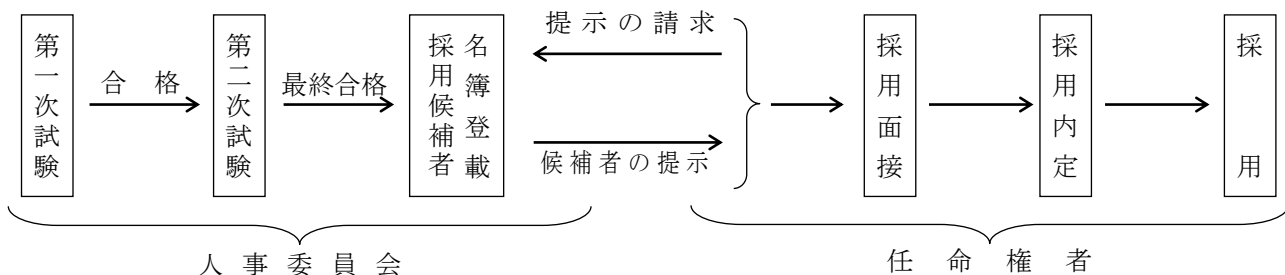 第一次試験
合格
第二次試験
最終合格
採用候補者
名簿登載
提示の請求
候補者の提示
採用面接
採用内定
採用
人事委員会
任命権者